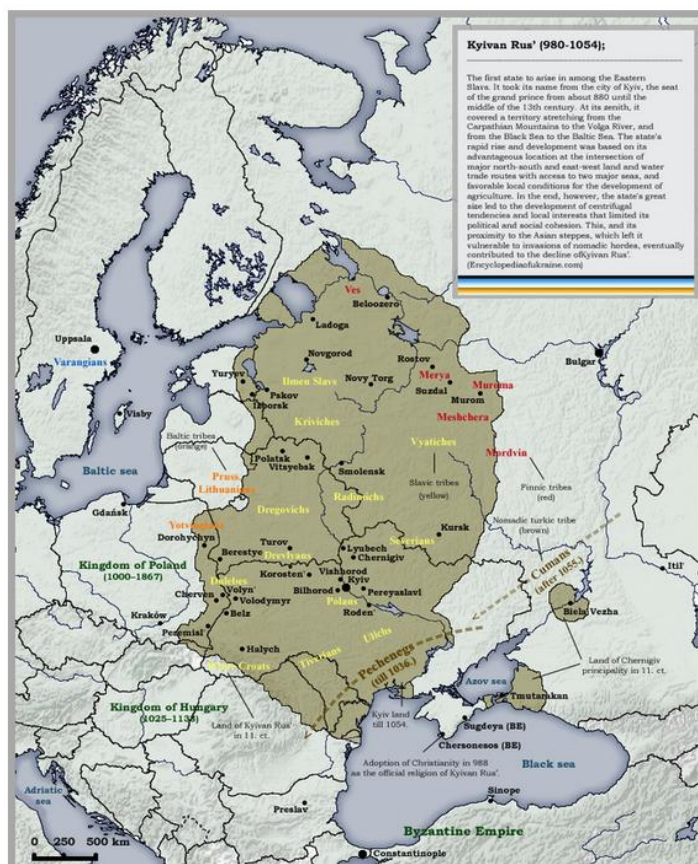 Kyivan Rus' (980-1054);
The first state to arise in among the Eastern
Slavs. It took its name from the city of Kyiv, the seat
of the grand prince from about 880 until the
middle of the 13th century. At its zenith, it
covered a territory stretching from the
Carpathian Mountains to the Volga River, and
from the Black Sea to the Baltic Sea. The state's
rapid rise and development was based on its
advantageous location at the intersection of
major north-south and east-west land and water
trade routes with access to two major seas, and
favorable local conditions for the development of
agriculture. In the end, however, the state's great
size led to the development of centrifugal
tendencies and local interests that limited its
political and social cohesion. This, and its
proximity to the Asian steppes, which left it
vulnerable to invasions of nomadic hordes, eventually
contributed to the decline ofKyivan Rus'.
(Encyclopediaofukraine.com)
Ves
Beloozero
Ladoga
Uppsala
Varangians
Novgorod
Rostov
Bulgar
Yuryev
Ilmen Slavs
Novy Torg
Merya
Suzdal
Muroma
Murom
Pskov
Izborsk
Visby
Kriviches
Meshchera
Baltic tribes
(orange)
Vyatiches
Mordvin
Polatsk
Vitsyebsk
Smolensk
Baltic sea
Pruss
Lithuanians
Slavic tribes
(yellow)
Finnic tribea
(red)
Radimichs
Dregovichs
Gdańsk
Yotvingians
Nomadic turkic tribe
(brown)
Dorohychyn
Kursk
Severians
Turov
Lyubech
Berestye
Drevlyans
Chernigiv
Kingdom of Poland
(1000–1867)
Cumans
(after 1055.)
Itil'
Korosten'
Vishhorod
Kyiv
Dulebes
Volyn'
Bilhorod
Pereyaslavl
Cherven
Volodymyr
Polans
Roden'
Biela Vezha
Kraków
Belz
Peremisl'
Ulichs
Halych
White Croats
Tivertsians
Pechenegs
(till 1036.)
Land of Chernigiv
principality in 11. ct.
Azov sea
Tmutarakan
Kingdom of Hungary
(1025–1138)
Land of Kyivan Rus'
in 11. ct.
Kyiv land
till 1054.
Sugdeya (BE)
Chersonesos (BE)
Adoption of Christianity in 988
as the official religion of Kyivan Rus'.
Black sea
Adriatic
sea
Sinope
Preslav
Byzantine Empire
0 250 500 km
Constantinople